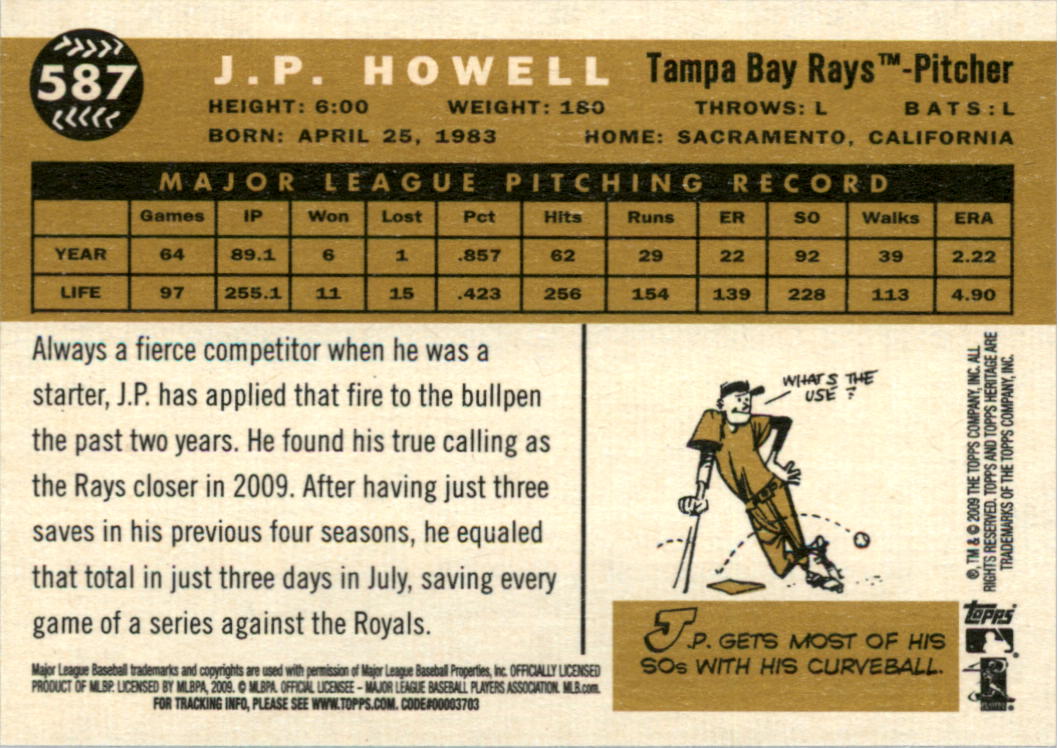 587
J.P. HOWELL Tampa Bay Rays™-Pitcher
HEIGHT: 6:00 WEIGHT: 180 THROWS: L BATS: L
BORN: APRIL 25, 1983 HOME: SACRAMENTO, CALIFORNIA
MAJOR LEAGUE PITCHING RECORD
Games IP Won Lost Pct Hits Runs ER SO Walks ERA
YEAR 64 89.1 6 1 .857 62 29 22 92 39 2.22
LIFE 97 255.1 11 15 .423 256 154 139 228 113 4.90
Always a fierce competitor when he was a
starter, J.P. has applied that fire to the bullpen
the past two years. He found his true calling as
the Rays closer in 2009. After having just three
saves in his previous four seasons, he equaled
that total in just three days in July, saving every
game of a series against the Royals.
WHAT'S THE
USE?!
J.P. GETS MOST OF HIS
SOs WITH HIS CURVEBALL.
®, TM & © 2009 THE TOPPS COMPANY, INC. ALL
RIGHTS RESERVED. TOPPS AND TOPPS HERITAGE ARE
TRADEMARKS OF THE TOPPS COMPANY, INC.
topps
Major League Baseball trademarks and copyrights are used with permission of Major League Baseball Properties, Inc. OFFICIALLY LICENSED
PRODUCT OF MLBP. LICENSED BY MLBPA, 2009. © MLBPA. OFFICIAL LICENSEE – MAJOR LEAGUE BASEBALL PLAYERS ASSOCIATION. MLB.com.
FOR TRACKING INFO, PLEASE SEE WWW.TOPPS.COM. CODE#00003703